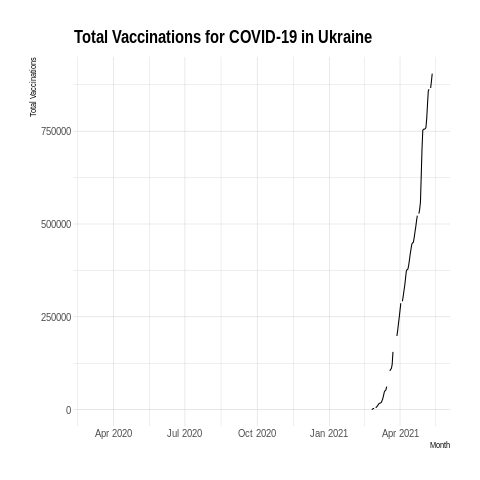 Total Vaccinations for COVID-19 in Ukraine
Total Vaccinations
750000
500000
250000
0
Apr 2020 Jul 2020 Oct 2020 Jan 2021 Apr 2021
Month